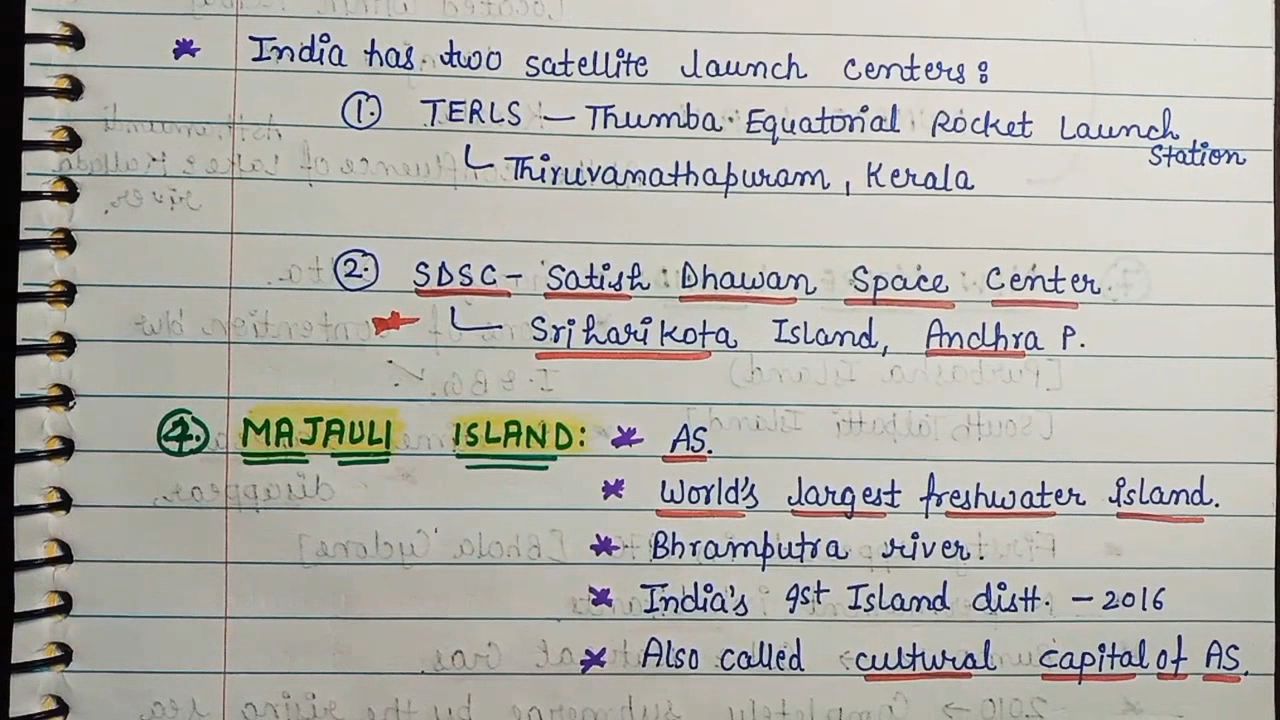 * India has two satellite launch centers:
①. TERLS – Thumba Equatorial Rocket Launch Station
↳ Thiruvanathapuram, Kerala
②. SDSC – Satish Dhawan Space Center.
↳ Sriharikota Island, Andhra P.
④. MAJAULI ISLAND: * AS.
* World's largest freshwater island.
* Bhramputra river.
* India's 1st Island distt. – 2016
* Also called cultural capital of AS.